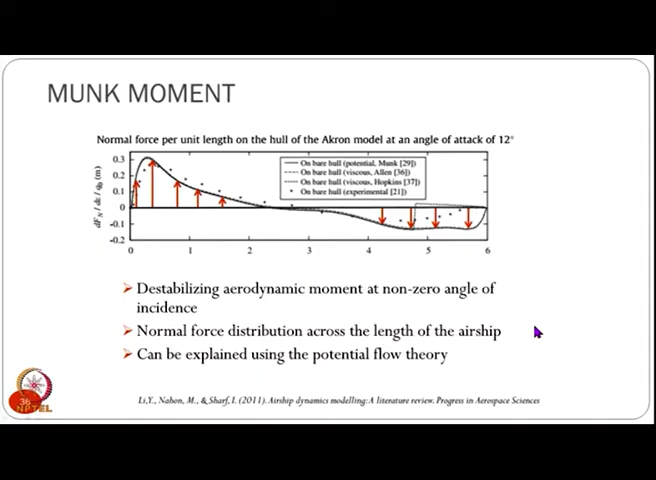 MUNK MOMENT
Normal force per unit length on the hull of the Akron model at an angle of attack of 12°
On bare hull (potential, Munk [29])
On bare hull (viscous, Allen [36])
On bare hull (viscous, Hopkins [37])
On bare hull (experimental [21])
0.3
0.2
0.1
0
-0.1
-0.2
0 1 2 3 4 5 6
Destabilizing aerodynamic moment at non-zero angle of
incidence
Normal force distribution across the length of the airship
Can be explained using the potential flow theory
Li,Y., Nahon, M., & Sharf, I. (2011). Airship dynamics modelling: A literature review. Progress in Aerospace Sciences
36
NPTEL